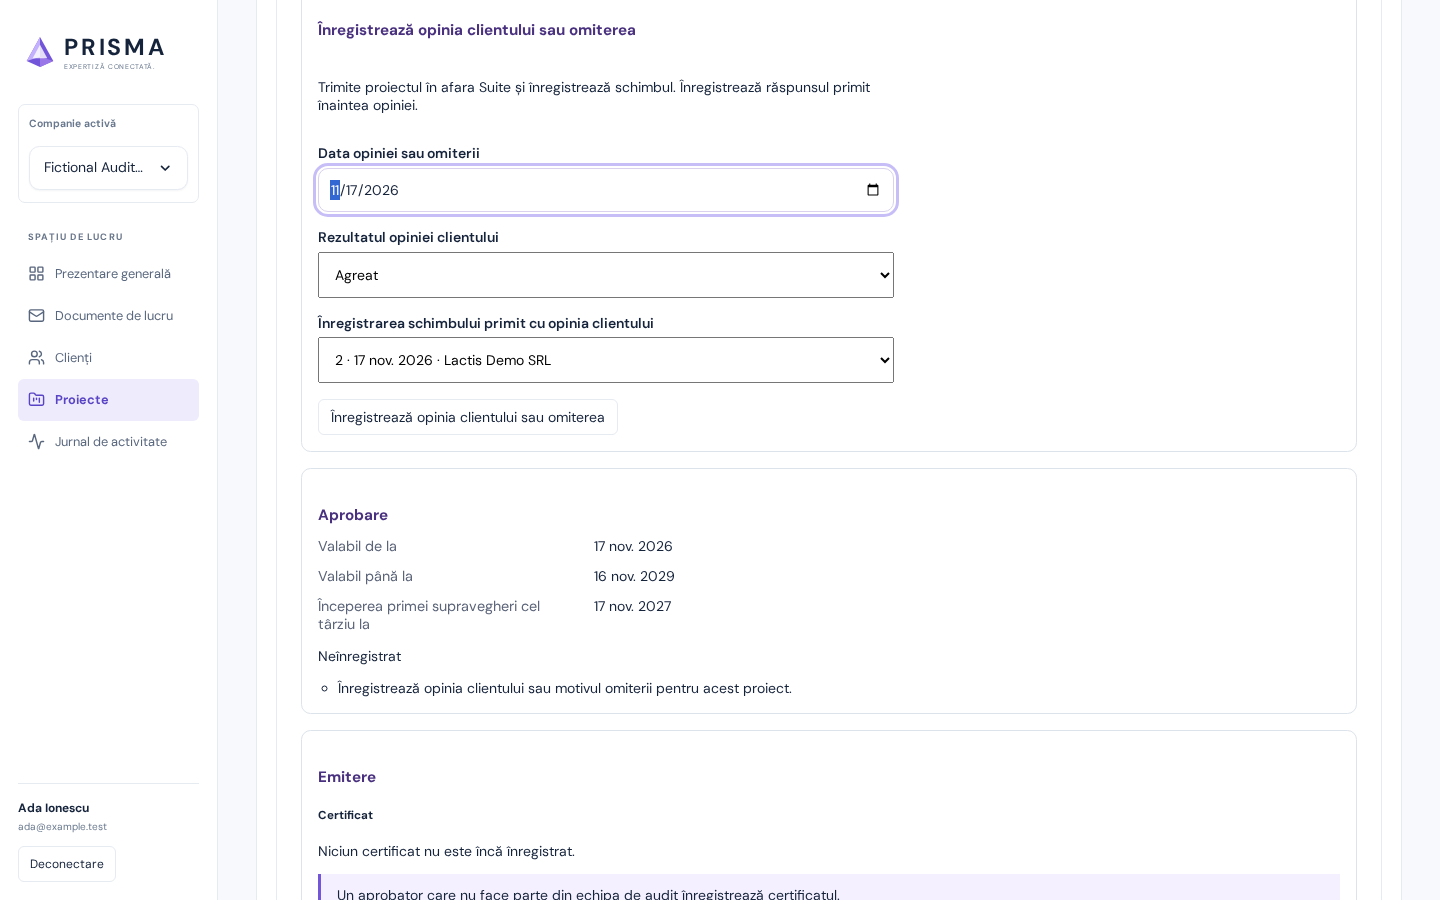 PRISMA
EXPERTIZĂ CONECTATĂ.
Companie activă
Fictional Audit...
SPAȚIU DE LUCRU
Prezentare generală
Documente de lucru
Clienți
Proiecte
Jurnal de activitate
Ada Ionescu
ada@example.test
Deconectare
Înregistrează opinia clientului sau omiterea
Trimite proiectul în afara Suite și înregistrează schimbul. Înregistrează răspunsul primit
înaintea opiniei.
Data opiniei sau omiterii
11/17/2026
Rezultatul opiniei clientului
Agreat
Înregistrarea schimbului primit cu opinia clientului
2 · 17 nov. 2026 · Lactis Demo SRL
Înregistrează opinia clientului sau omiterea
Aprobare
Valabil de la
17 nov. 2026
Valabil până la
16 nov. 2029
Începerea primei supravegheri cel
târziu la
17 nov. 2027
Neînregistrat
Înregistrează opinia clientului sau motivul omiterii pentru acest proiect.
Emitere
Certificat
Niciun certificat nu este încă înregistrat.
Un aprobator care nu face parte din echipa de audit înregistrează certificatul.